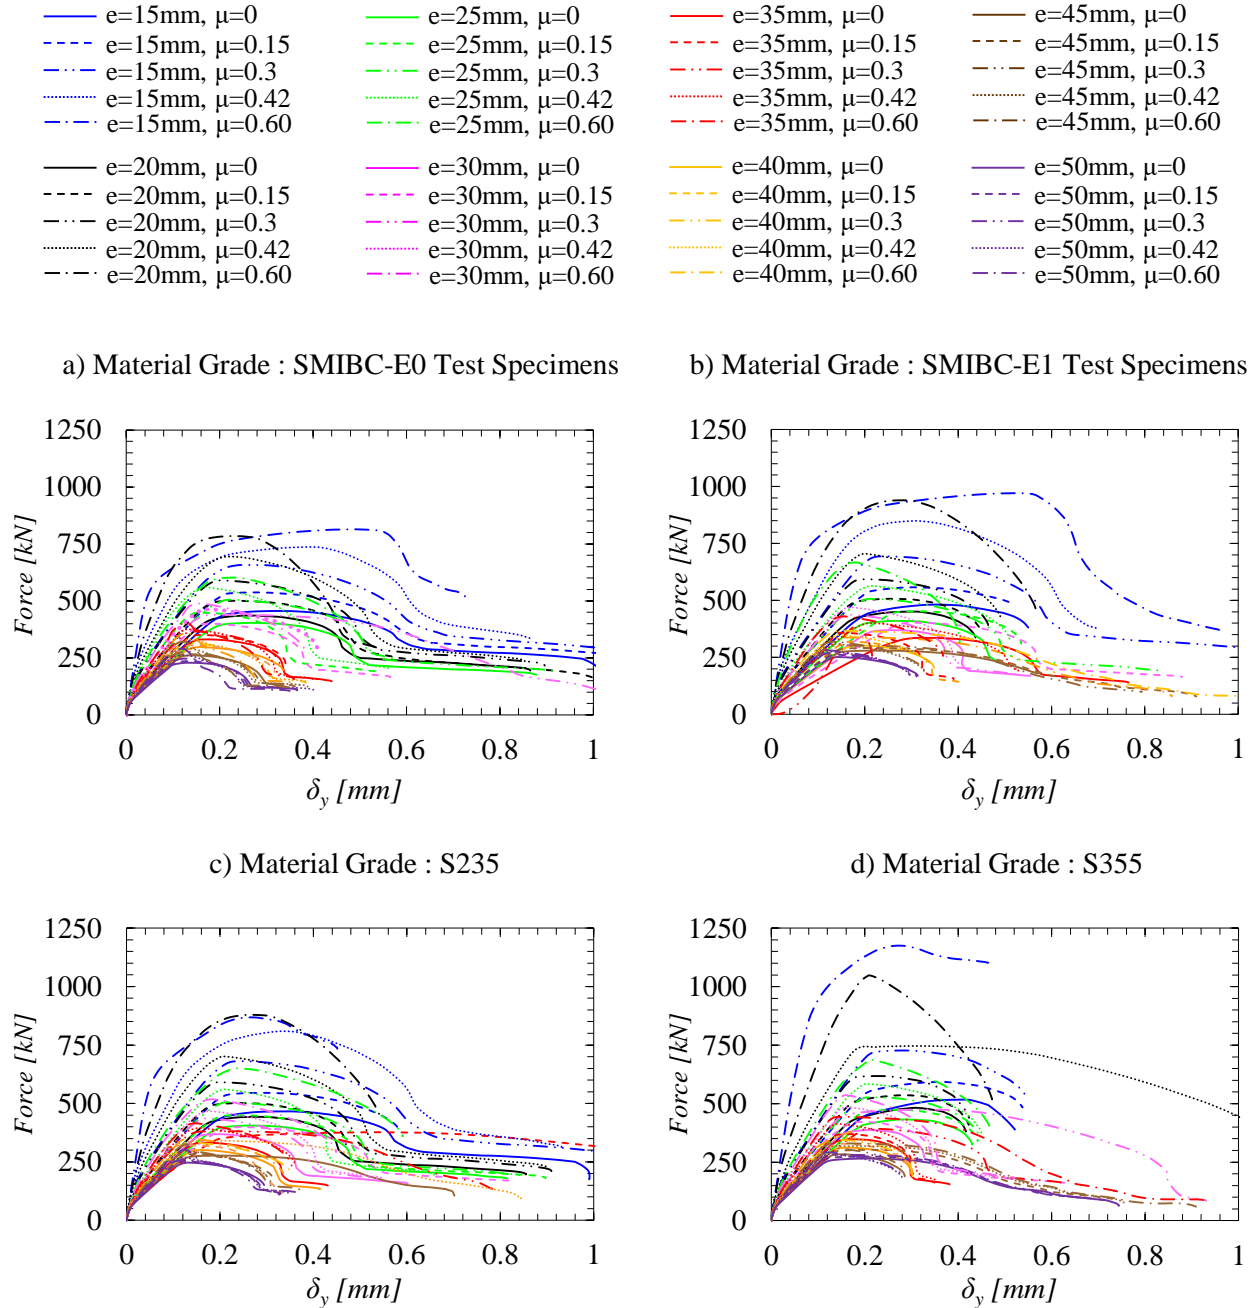 e=15mm, μ=0
e=15mm, μ=0.15
e=15mm, μ=0.3
e=15mm, μ=0.42
e=15mm, μ=0.60
e=20mm, μ=0
e=20mm, μ=0.15
e=20mm, μ=0.3
e=20mm, μ=0.42
e=20mm, μ=0.60
e=25mm, μ=0
e=25mm, μ=0.15
e=25mm, μ=0.3
e=25mm, μ=0.42
e=25mm, μ=0.60
e=30mm, μ=0
e=30mm, μ=0.15
e=30mm, μ=0.3
e=30mm, μ=0.42
e=30mm, μ=0.60
e=35mm, μ=0
e=35mm, μ=0.15
e=35mm, μ=0.3
e=35mm, μ=0.42
e=35mm, μ=0.60
e=40mm, μ=0
e=40mm, μ=0.15
e=40mm, μ=0.3
e=40mm, μ=0.42
e=40mm, μ=0.60
e=45mm, μ=0
e=45mm, μ=0.15
e=45mm, μ=0.3
e=45mm, μ=0.42
e=45mm, μ=0.60
e=50mm, μ=0
e=50mm, μ=0.15
e=50mm, μ=0.3
e=50mm, μ=0.42
e=50mm, μ=0.60
a) Material Grade : SMIBC-E0 Test Specimens
Force [kN]
1250
1000
750
500
250
0
0 0.2 0.4 0.6 0.8 1
δy [mm]
b) Material Grade : SMIBC-E1 Test Specimens
Force [kN]
1250
1000
750
500
250
0
0 0.2 0.4 0.6 0.8 1
δy [mm]
c) Material Grade : S235
Force [kN]
1250
1000
750
500
250
0
0 0.2 0.4 0.6 0.8 1
δy [mm]
d) Material Grade : S355
Force [kN]
1250
1000
750
500
250
0
0 0.2 0.4 0.6 0.8 1
δy [mm]